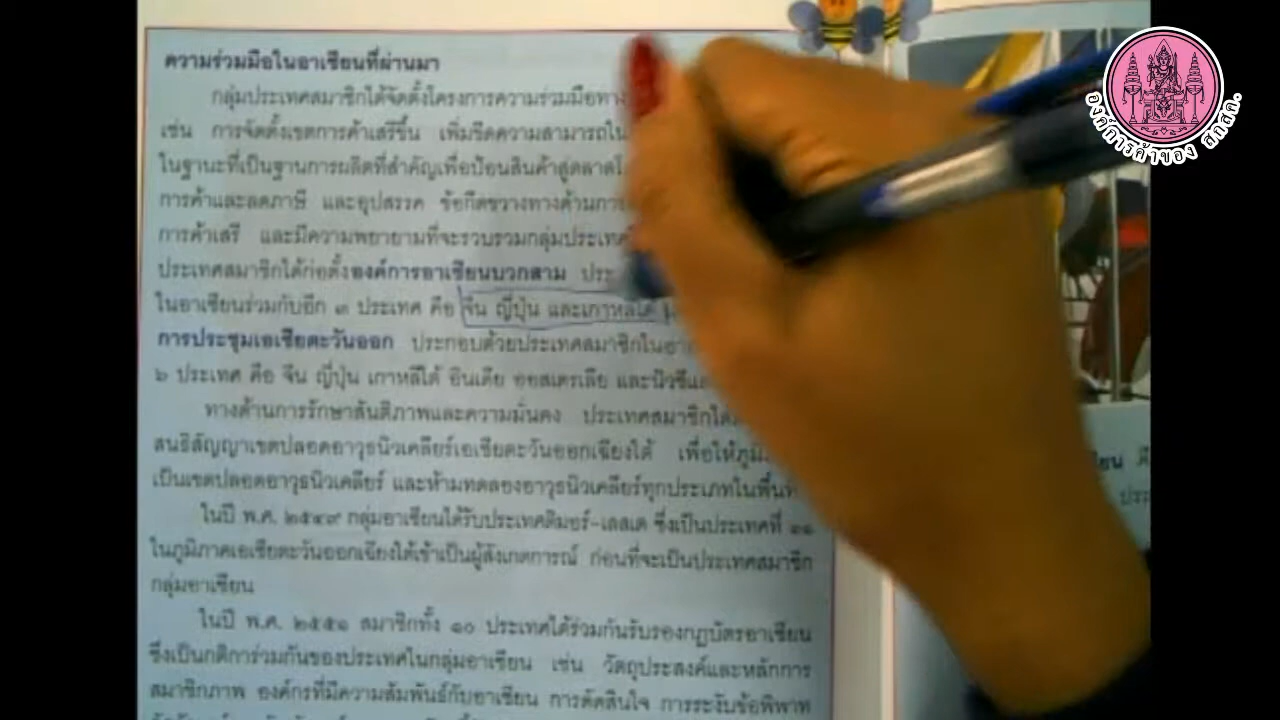 ความร่วมมือในอาเซียนที่ผ่านมา
กลุ่มประเทศสมาชิกได้จัดตั้งโครงการความร่วมมือทาง
เช่น การจัดตั้งเขตการค้าเสรีขึ้น เพิ่มขีดความสามารถใน
ในฐานะที่เป็นฐานการผลิตที่สำคัญเพื่อป้อนสินค้าสู่ตลาด
การค้าและลดภาษี และอุปสรรค ข้อกีดขวางทางด้านการ
การค้าเสรี และมีความพยายามที่จะรวบรวมกลุ่มประเทศ
ประเทศสมาชิกได้ก่อตั้งองค์การอาเซียนบวกสาม ประ
ในอาเซียนร่วมกับอีก ๓ ประเทศ คือ จีน ญี่ปุ่น และเกาหลีใต้
การประชุมเอเชียตะวันออก ประกอบด้วยประเทศสมาชิกในอา
๖ ประเทศ คือ จีน ญี่ปุ่น เกาหลีใต้ อินเดีย ออสเตรเลีย และนิวซีแ
ทางด้านการรักษาสันติภาพและความมั่นคง ประเทศสมาชิกได้
สนธิสัญญาเขตปลอดอาวุธนิวเคลียร์เอเชียตะวันออกเฉียงใต้ เพื่อให้ภูมิ
เป็นเขตปลอดอาวุธนิวเคลียร์ และห้ามทดลองอาวุธนิวเคลียร์ทุกประเภทในพื้นที่
ในปี พ.ศ. ๒๕๔๙ กลุ่มอาเซียนได้รับประเทศติมอร์-เลสเต ซึ่งเป็นประเทศที่ ๑๑
ในภูมิภาคเอเชียตะวันออกเฉียงใต้เข้าเป็นผู้สังเกตการณ์ ก่อนที่จะเป็นประเทศสมาชิก
กลุ่มอาเซียน
ในปี พ.ศ. ๒๕๕๑ สมาชิกทั้ง ๑๐ ประเทศได้ร่วมกันรับรองกฎบัตรอาเซียน
ซึ่งเป็นกติการ่วมกันของประเทศในกลุ่มอาเซียน เช่น วัตถุประสงค์และหลักการ
สมาชิกภาพ องค์กรที่มีความสัมพันธ์กับอาเซียน การตัดสินใจ การระงับข้อพิพาท
องค์การค้าของ สกสค.